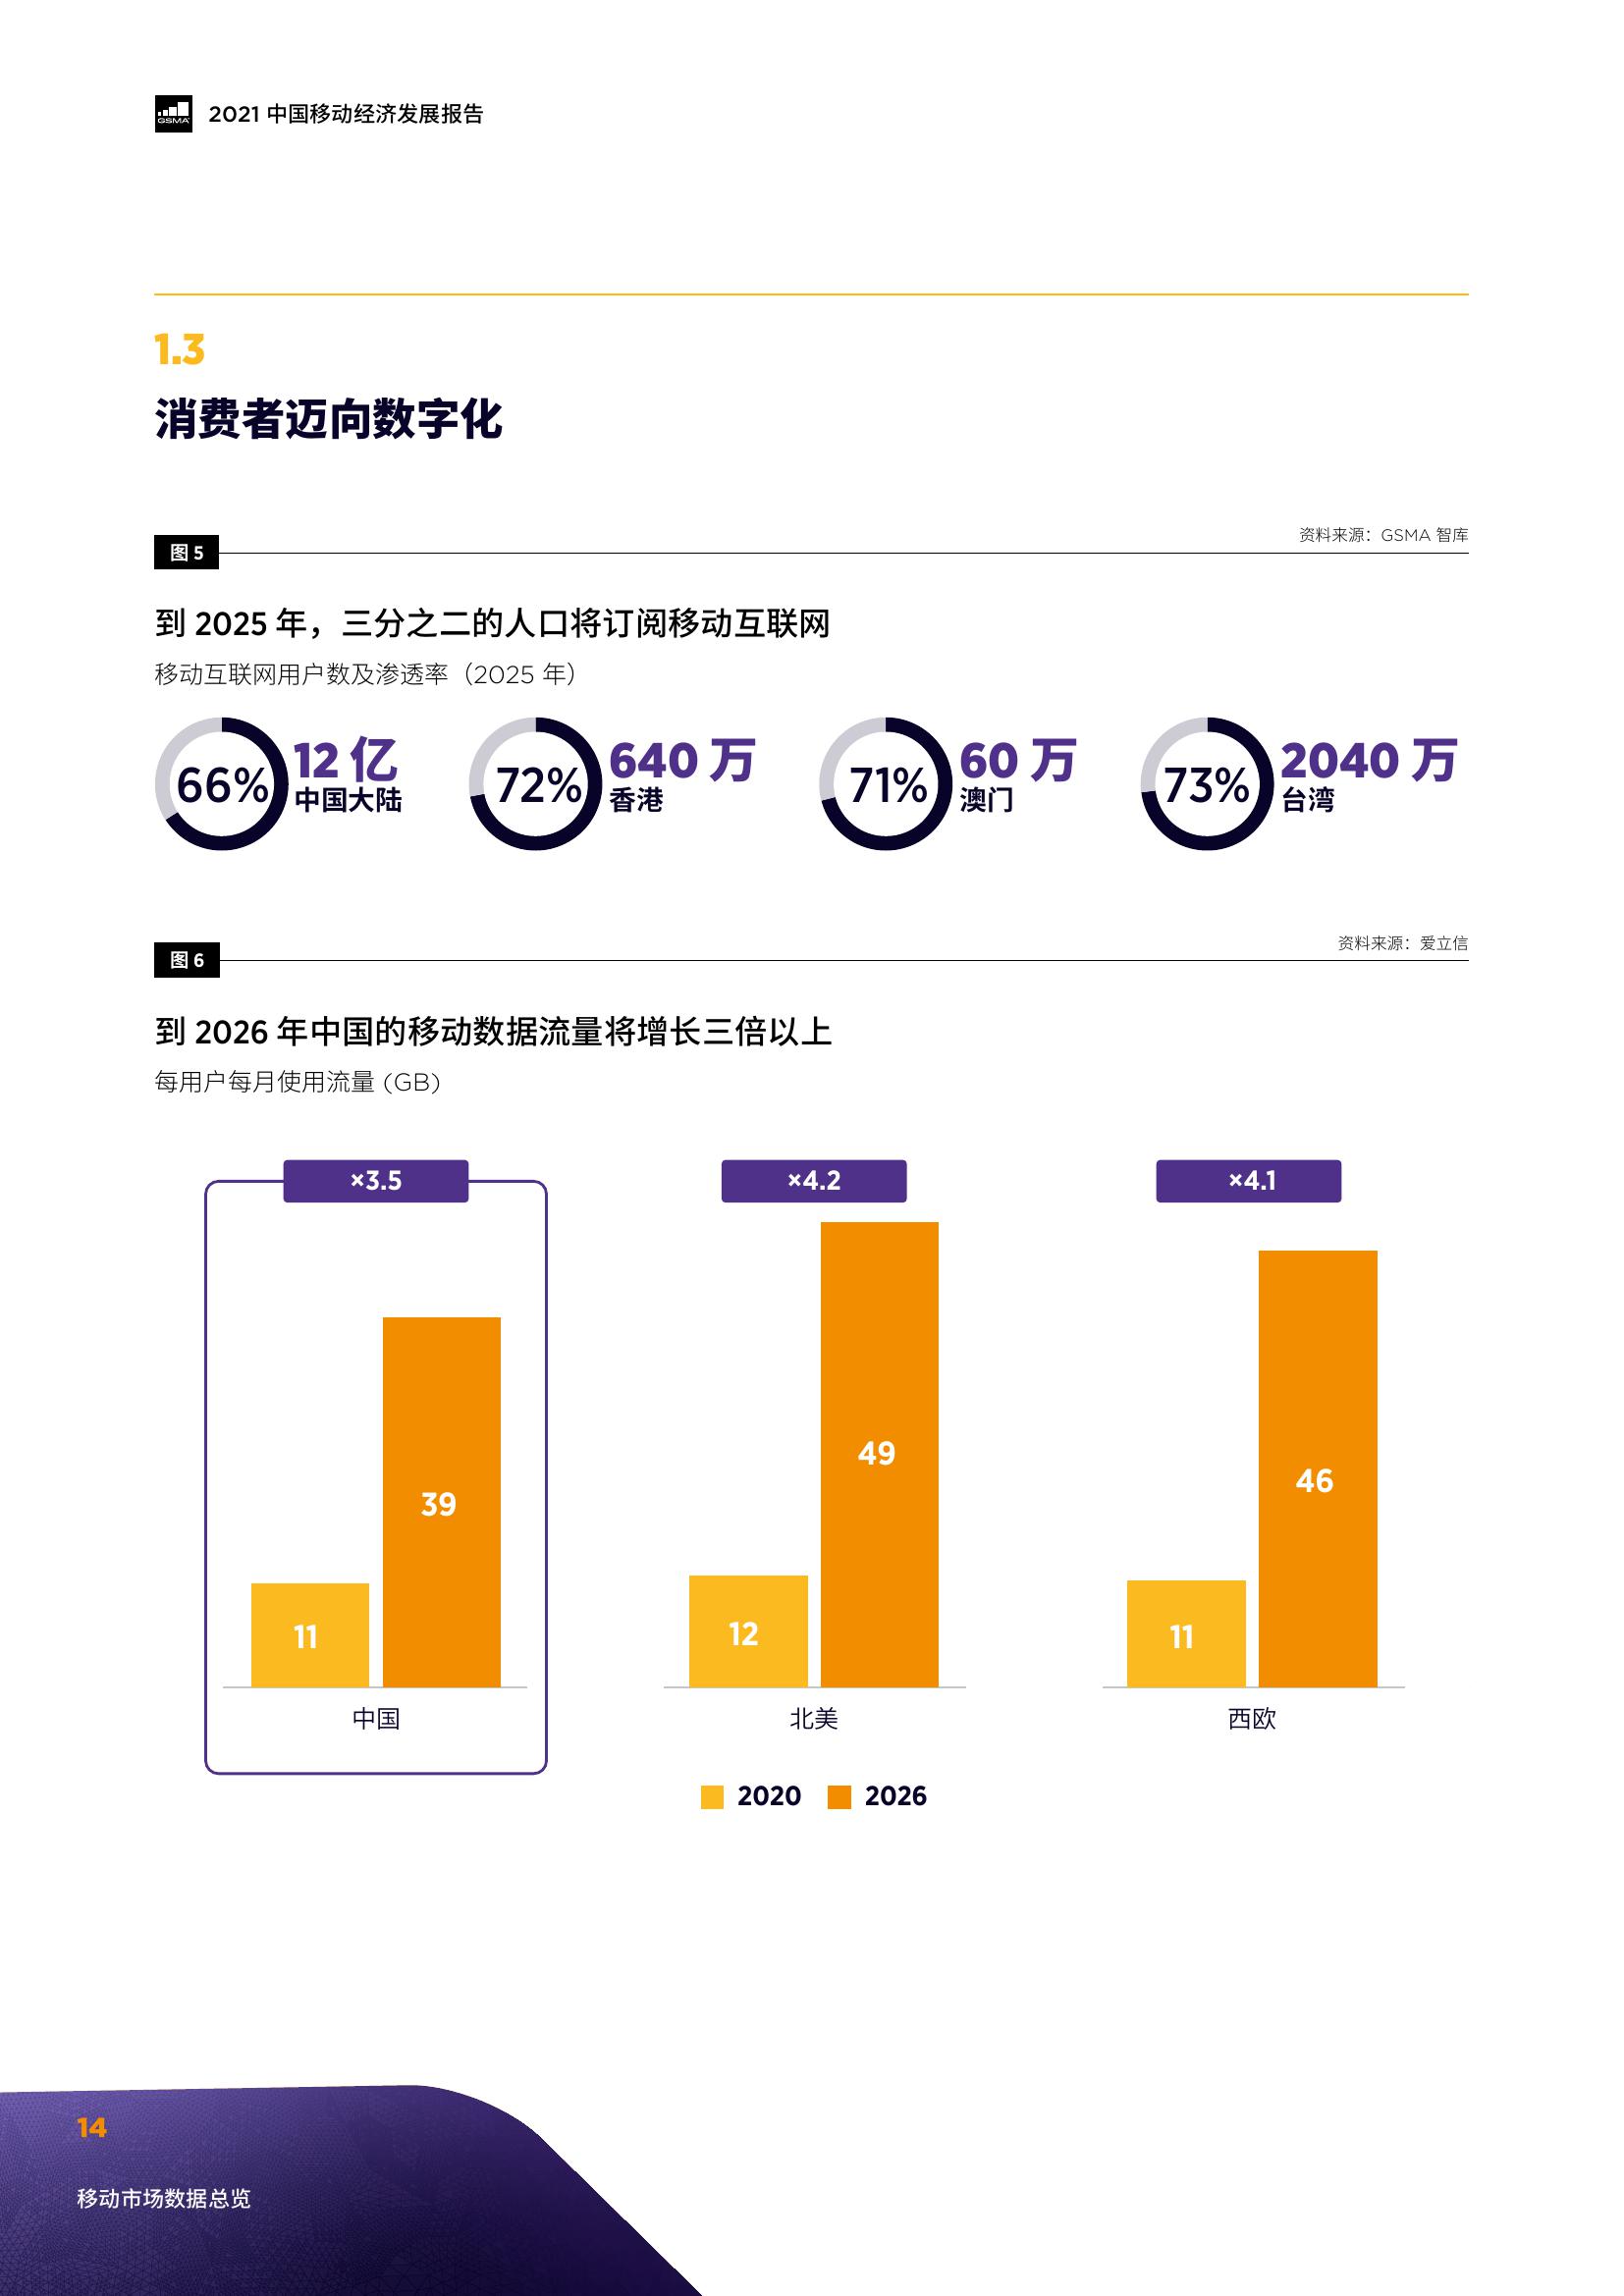 GSMA
2021 中国移动经济发展报告
1.3
消费者迈向数字化
资料来源：GSMA 智库
图 5
到 2025 年，三分之二的人口将订阅移动互联网
移动互联网用户数及渗透率（2025 年）
66% 12 亿 中国大陆
72% 640 万 香港
71% 60 万 澳门
73% 2040 万 台湾
资料来源：爱立信
图 6
到 2026 年中国的移动数据流量将增长三倍以上
每用户每月使用流量 (GB)
×3.5 ×4.2 ×4.1
11 39 12 49 11 46
中国 北美 西欧
2020 2026
14
移动市场数据总览